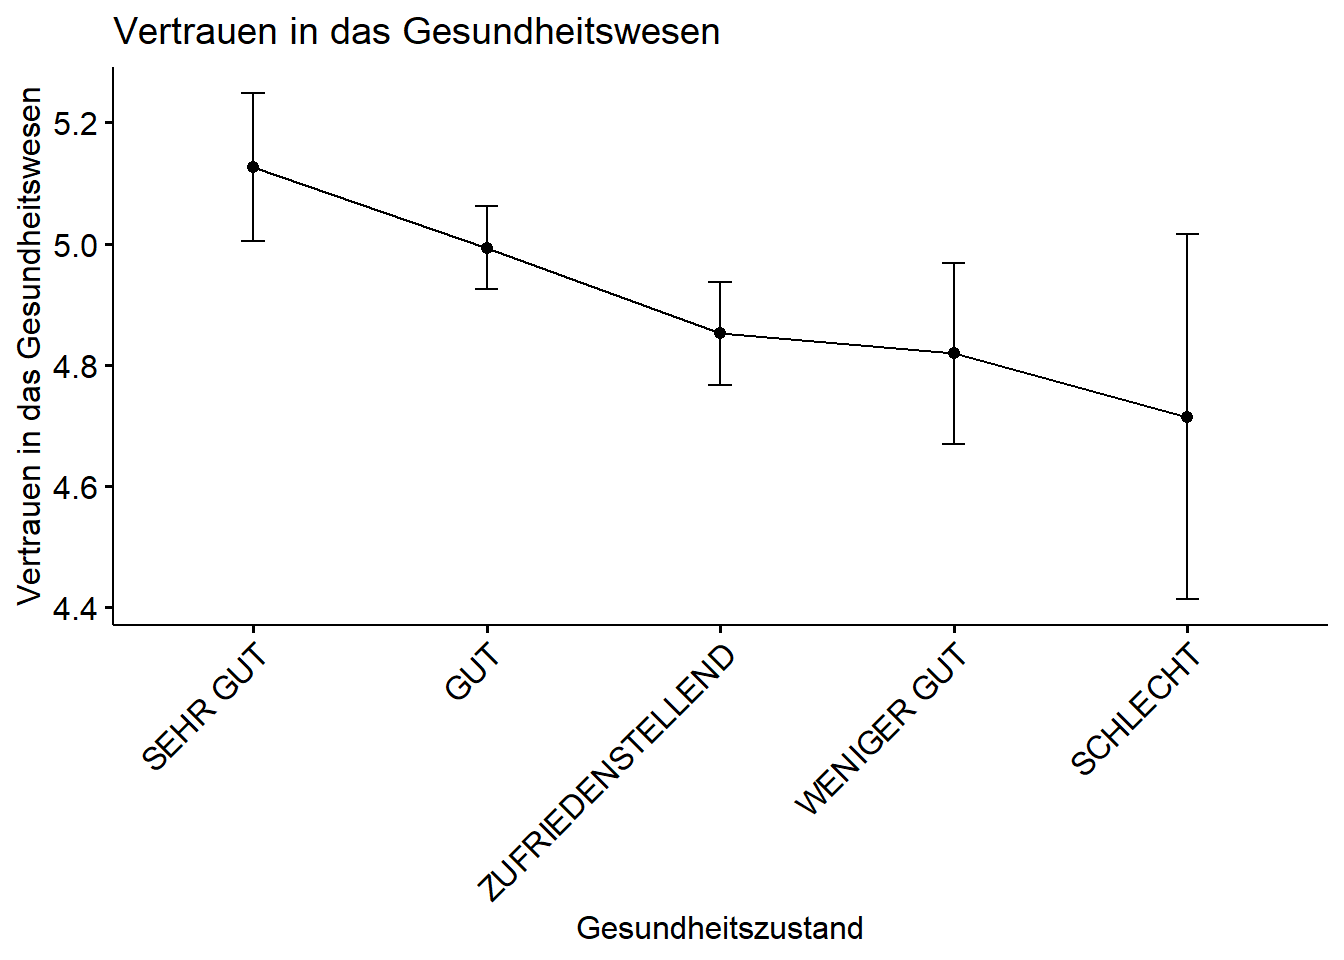 Vertrauen in das Gesundheitswesen
Vertrauen in das Gesundheitswesen
5.2
5.0
4.8
4.6
4.4
SEHR GUT
GUT
ZUFRIEDENSTELLEND
WENIGER GUT
SCHLECHT
Gesundheitszustand